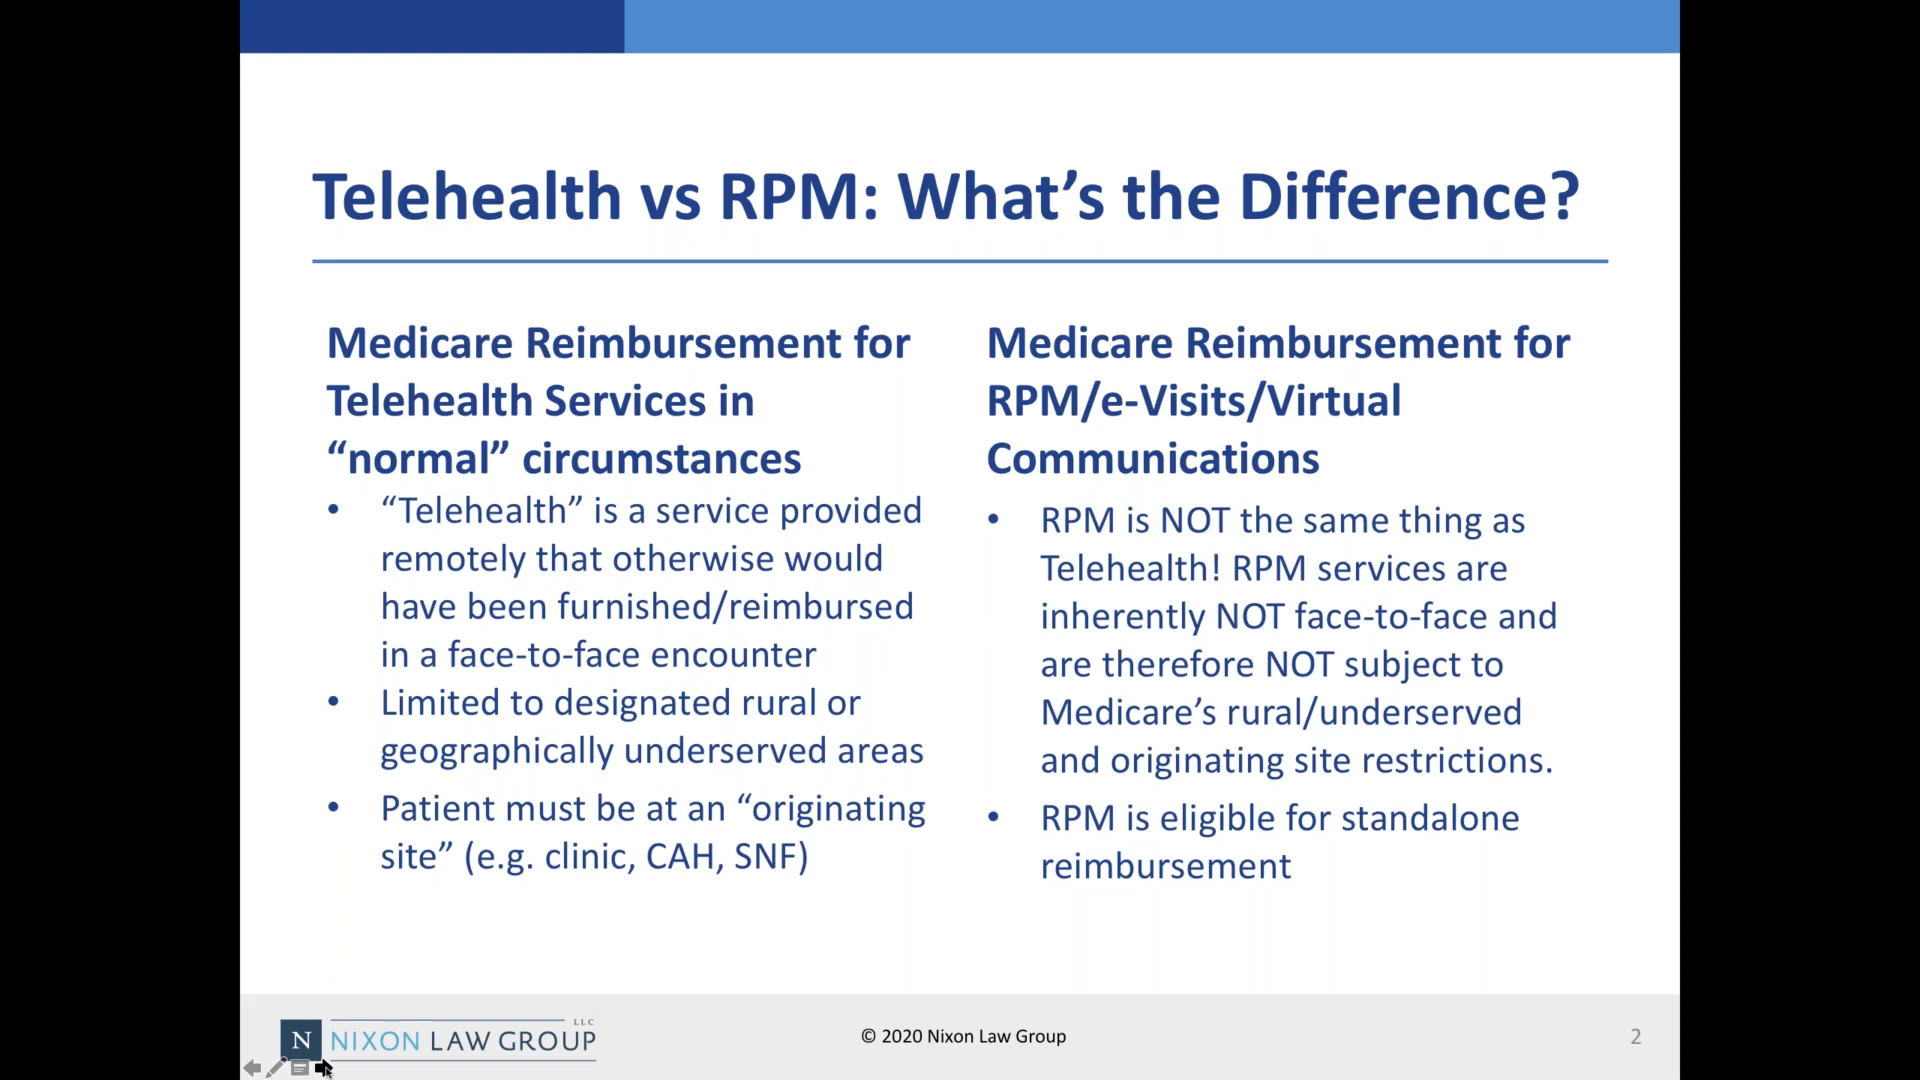 Telehealth vs RPM: What’s the Difference?
Medicare Reimbursement for
Telehealth Services in
“normal” circumstances
• “Telehealth” is a service provided
remotely that otherwise would
have been furnished/reimbursed
in a face-to-face encounter
• Limited to designated rural or
geographically underserved areas
• Patient must be at an “originating
site” (e.g. clinic, CAH, SNF)
Medicare Reimbursement for
RPM/e-Visits/Virtual
Communications
• RPM is NOT the same thing as
Telehealth! RPM services are
inherently NOT face-to-face and
are therefore NOT subject to
Medicare’s rural/underserved
and originating site restrictions.
• RPM is eligible for standalone
reimbursement
LLC
N NIXON LAW GROUP
© 2020 Nixon Law Group
2